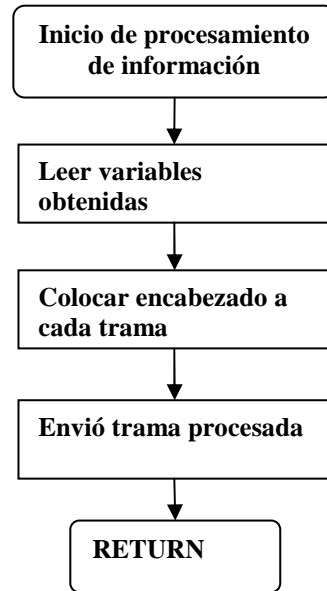 Inicio de procesamiento
de información
Leer variables
obtenidas
Colocar encabezado a
cada trama
Envió trama procesada
RETURN